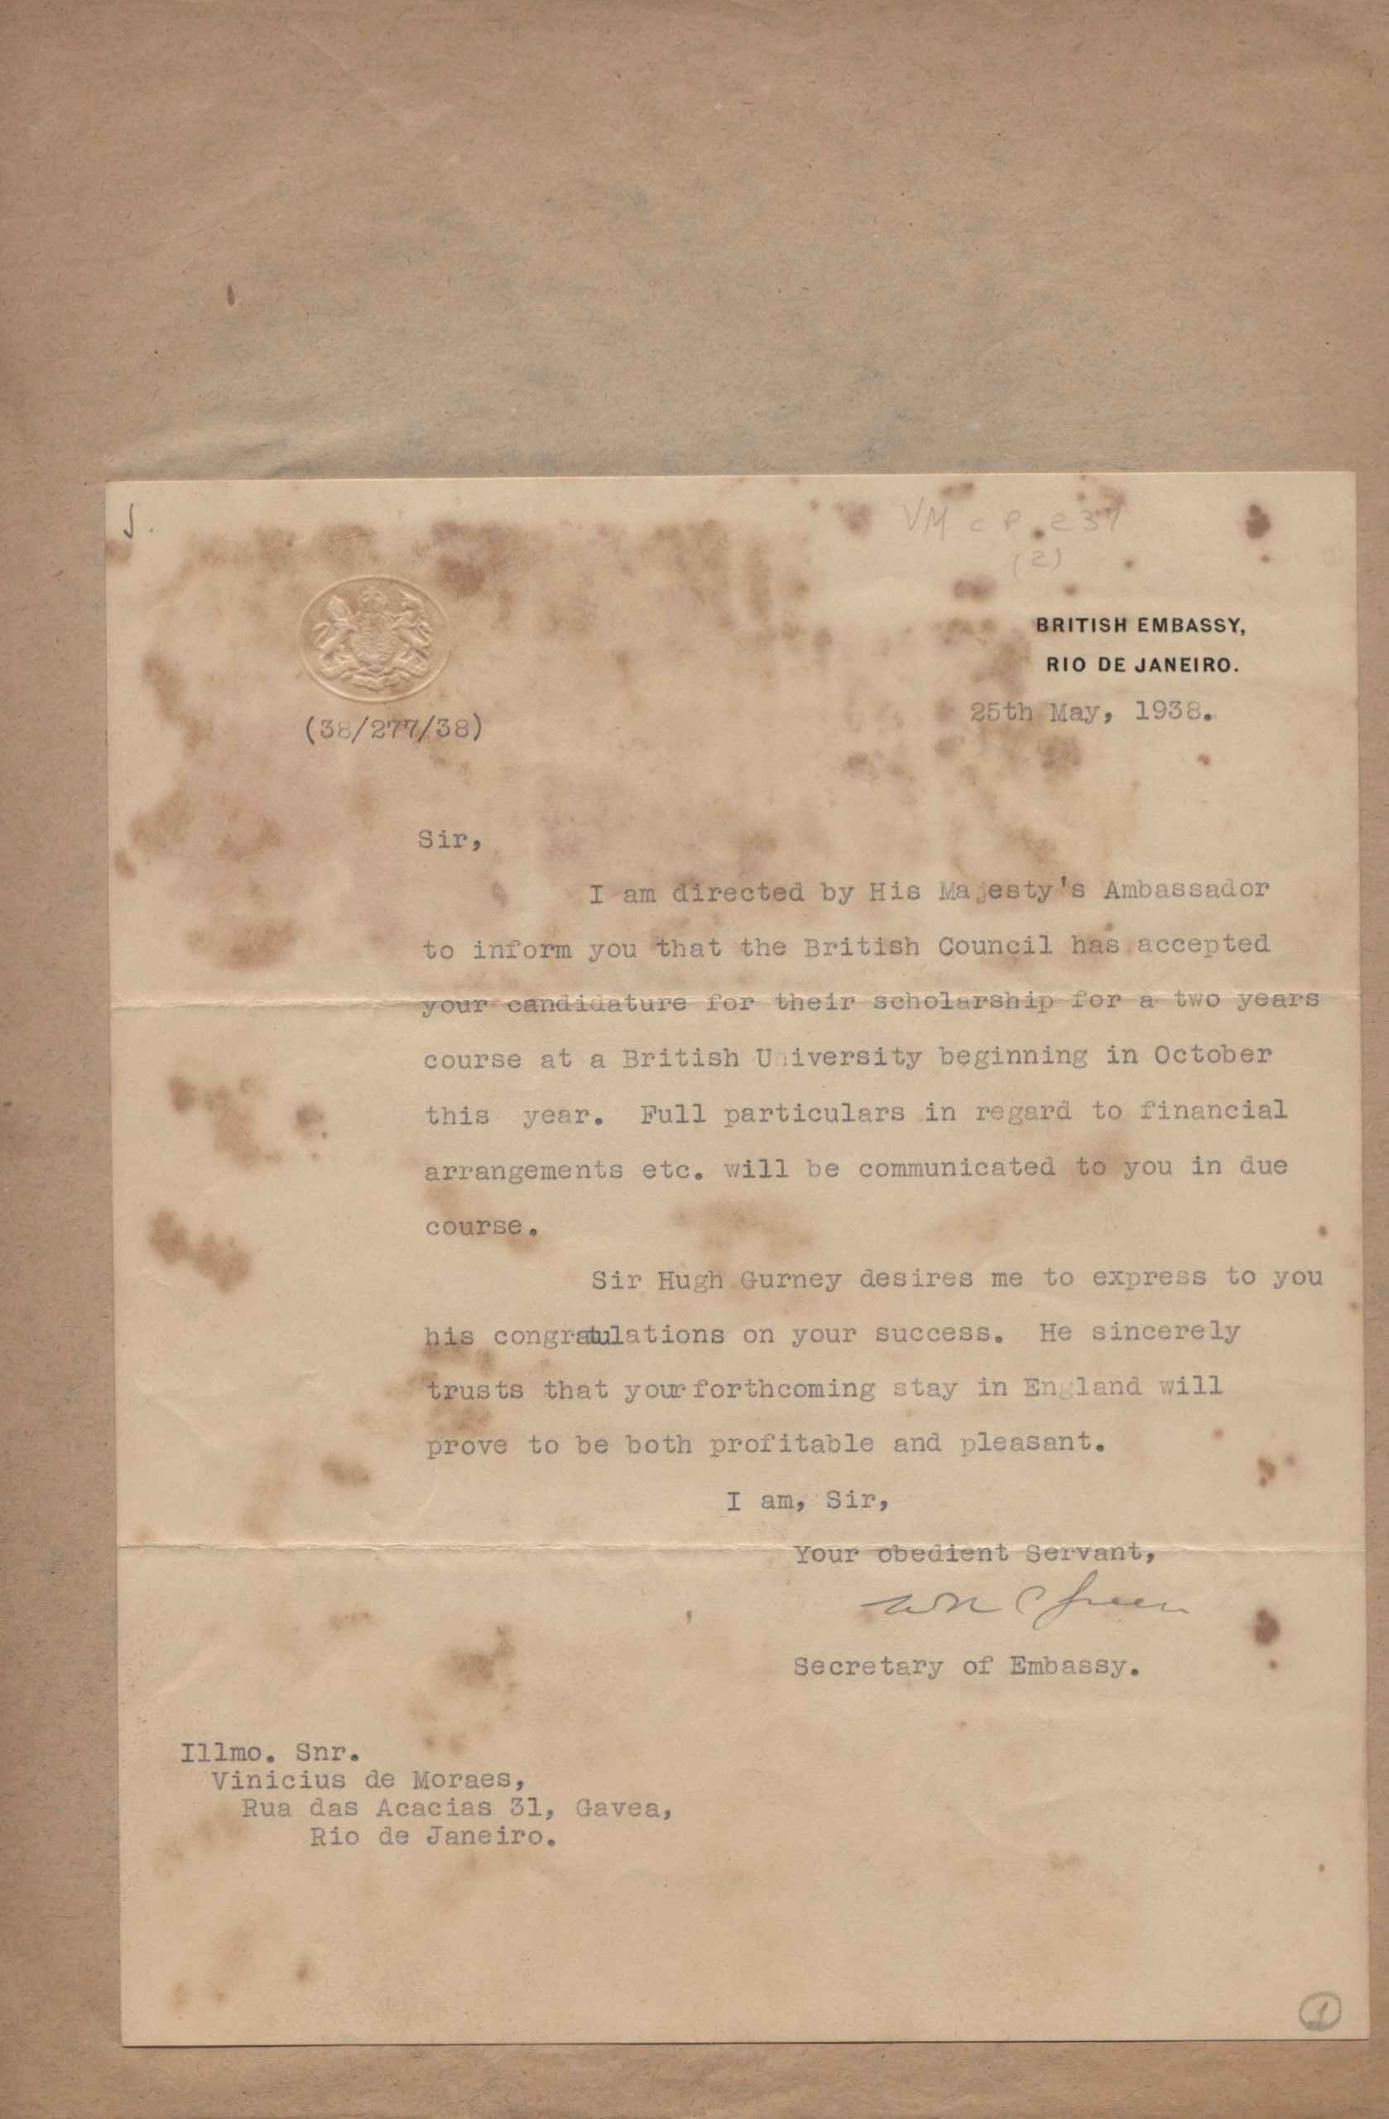 J.
VM c P. 237
(2)
BRITISH EMBASSY,
RIO DE JANEIRO.
25th May, 1938.
(38/277/38)
Sir,
I am directed by His Majesty's Ambassador
to inform you that the British Council has accepted
your candidature for their scholarship for a two years
course at a British University beginning in October
this year. Full particulars in regard to financial
arrangements etc. will be communicated to you in due
course.
Sir Hugh Gurney desires me to express to you
his congratulations on your success. He sincerely
trusts that your forthcoming stay in England will
prove to be both profitable and pleasant.
I am, Sir,
Your obedient Servant,
Secretary of Embassy.
Illmo. Snr.
Vinicius de Moraes,
Rua das Acacias 31, Gavea,
Rio de Janeiro.
1